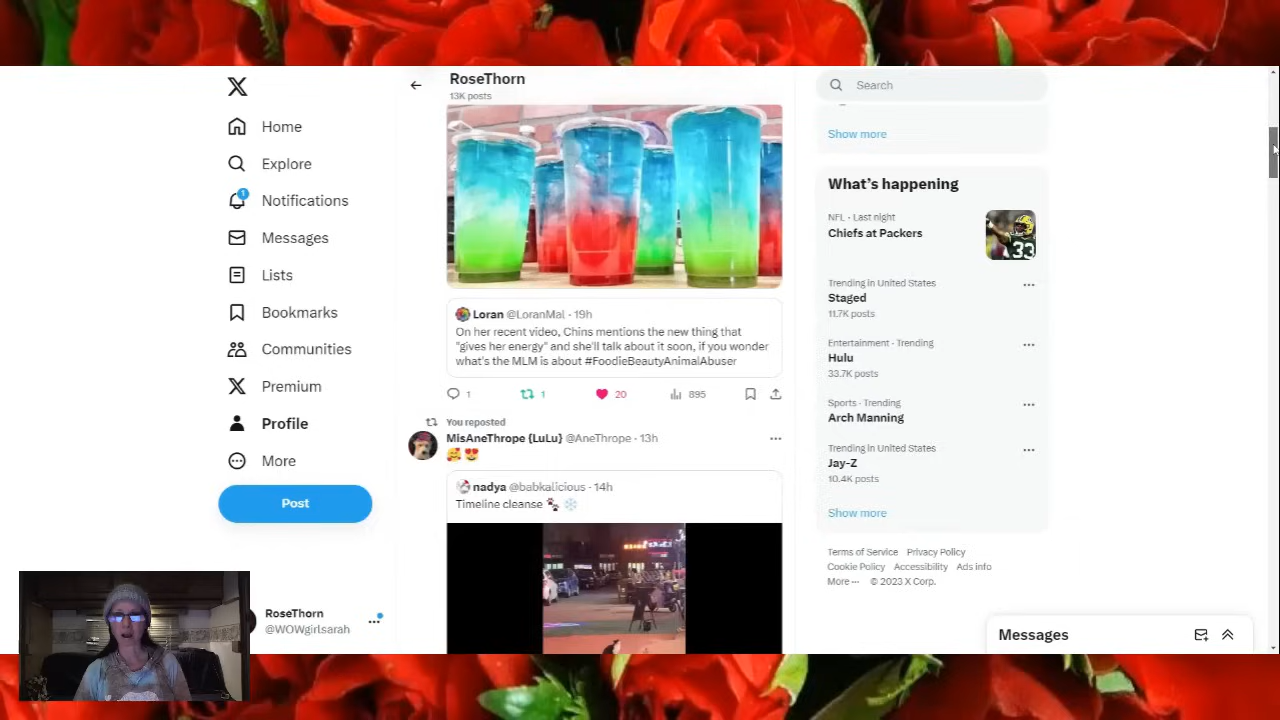 RoseThorn
13K posts
Search
Home
Explore
1
Notifications
Messages
Lists
Bookmarks
Communities
Premium
Profile
More
Post
RoseThorn
@WOWgirlsarah
Loran @LoranMal · 19h
On her recent video, Chins mentions the new thing that
"gives her energy" and she'll talk about it soon, if you wonder
what's the MLM is about #FoodieBeautyAnimalAbuser
1
1
20
895
You reposted
MisAneThrope {LuLu} @AneThrope · 13h
nadya @babkalicious · 14h
Timeline cleanse
Show more
What's happening
NFL · Last night
Chiefs at Packers
Trending in United States
Staged
11.7K posts
Entertainment · Trending
Hulu
33.7K posts
Sports · Trending
Arch Manning
Trending in United States
Jay-Z
10.4K posts
Show more
Terms of Service Privacy Policy
Cookie Policy Accessibility Ads info
More ··· © 2023 X Corp.
Messages